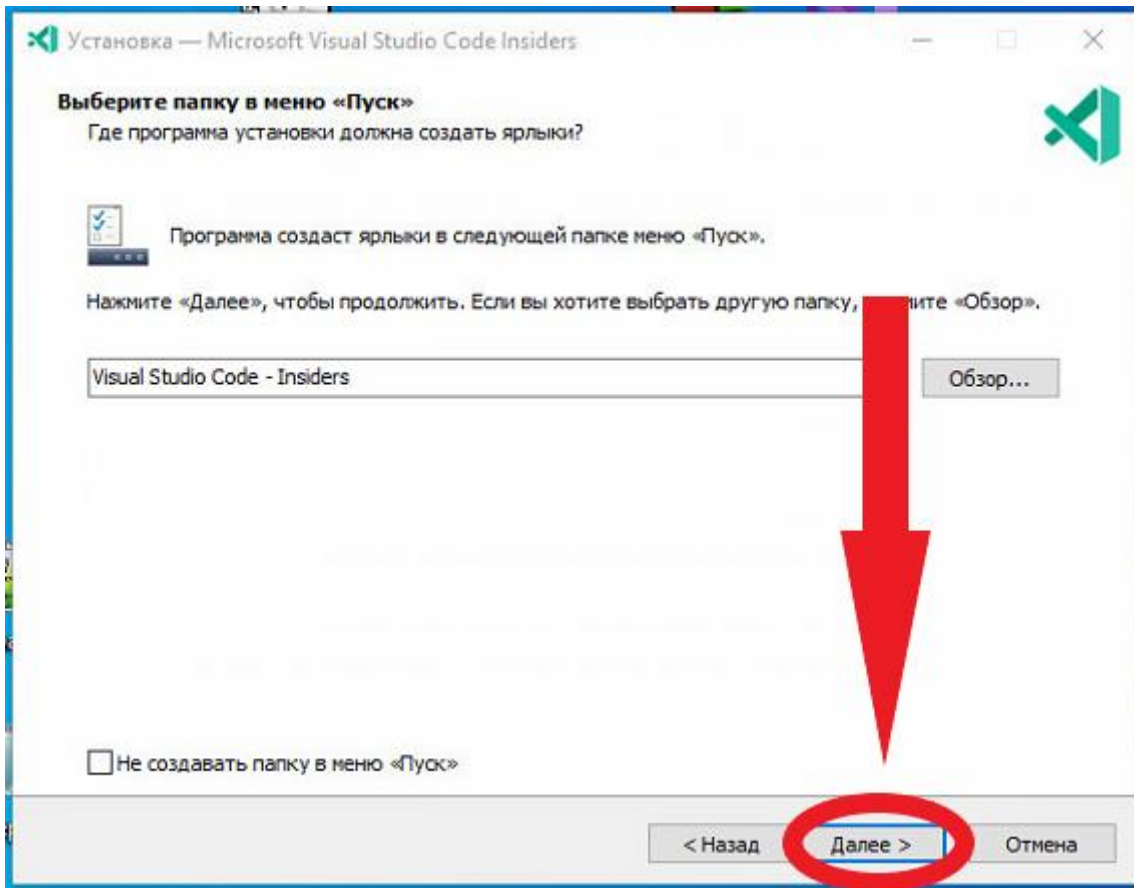 Установка — Microsoft Visual Studio Code Insiders
Выберите папку в меню «Пуск»
Где программа установки должна создать ярлыки?
Программа создаст ярлыки в следующей папке меню «Пуск».
Нажмите «Далее», чтобы продолжить. Если вы хотите выбрать другую папку, «Обзор».
Visual Studio Code - Insiders
Обзор...
Не создавать папку в меню «Пуск»
< Назад Далее > Отмена